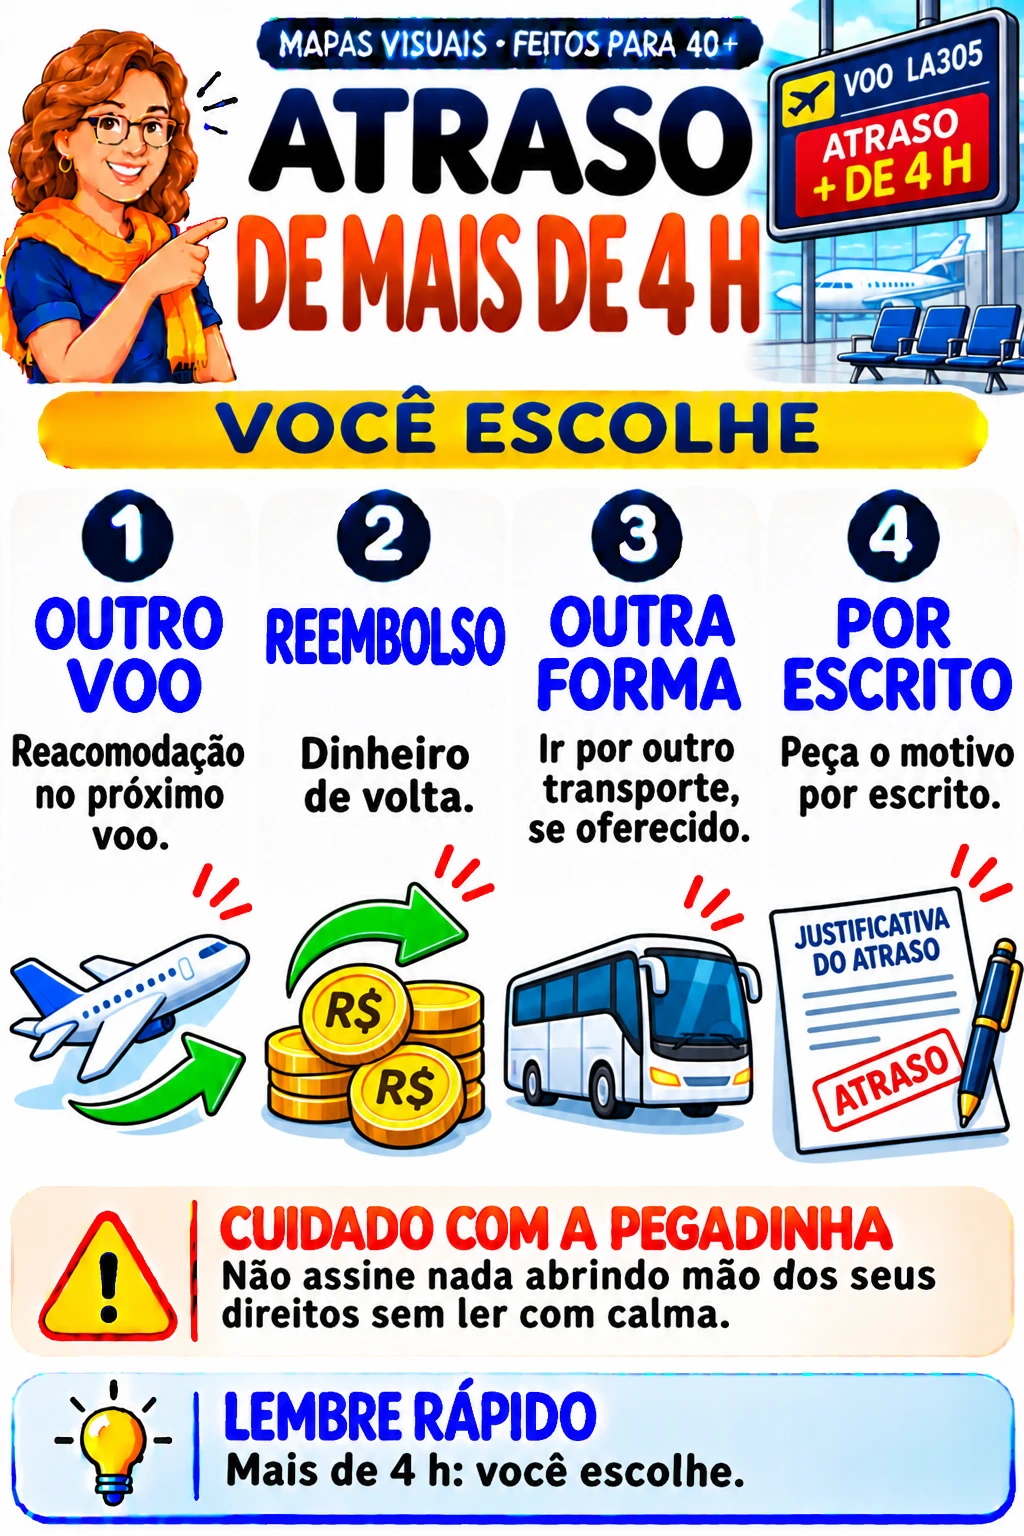 MAPAS VISUAIS • FEITOS PARA 40+
ATRASO
DE MAIS DE 4 H
VOO LA305
ATRASO
+ DE 4 H
VOCÊ ESCOLHE
1
OUTRO
VOO
Reacomodação
no próximo
voo.
2
REEMBOLSO
Dinheiro
de volta.
R$
R$
3
OUTRA
FORMA
Ir por outro
transporte,
se oferecido.
4
POR
ESCRITO
Peça o motivo
por escrito.
JUSTIFICATIVA
DO ATRASO
ATRASO
CUIDADO COM A PEGADINHA
Não assine nada abrindo mão dos seus
direitos sem ler com calma.
LEMBRE RÁPIDO
Mais de 4 h: você escolhe.